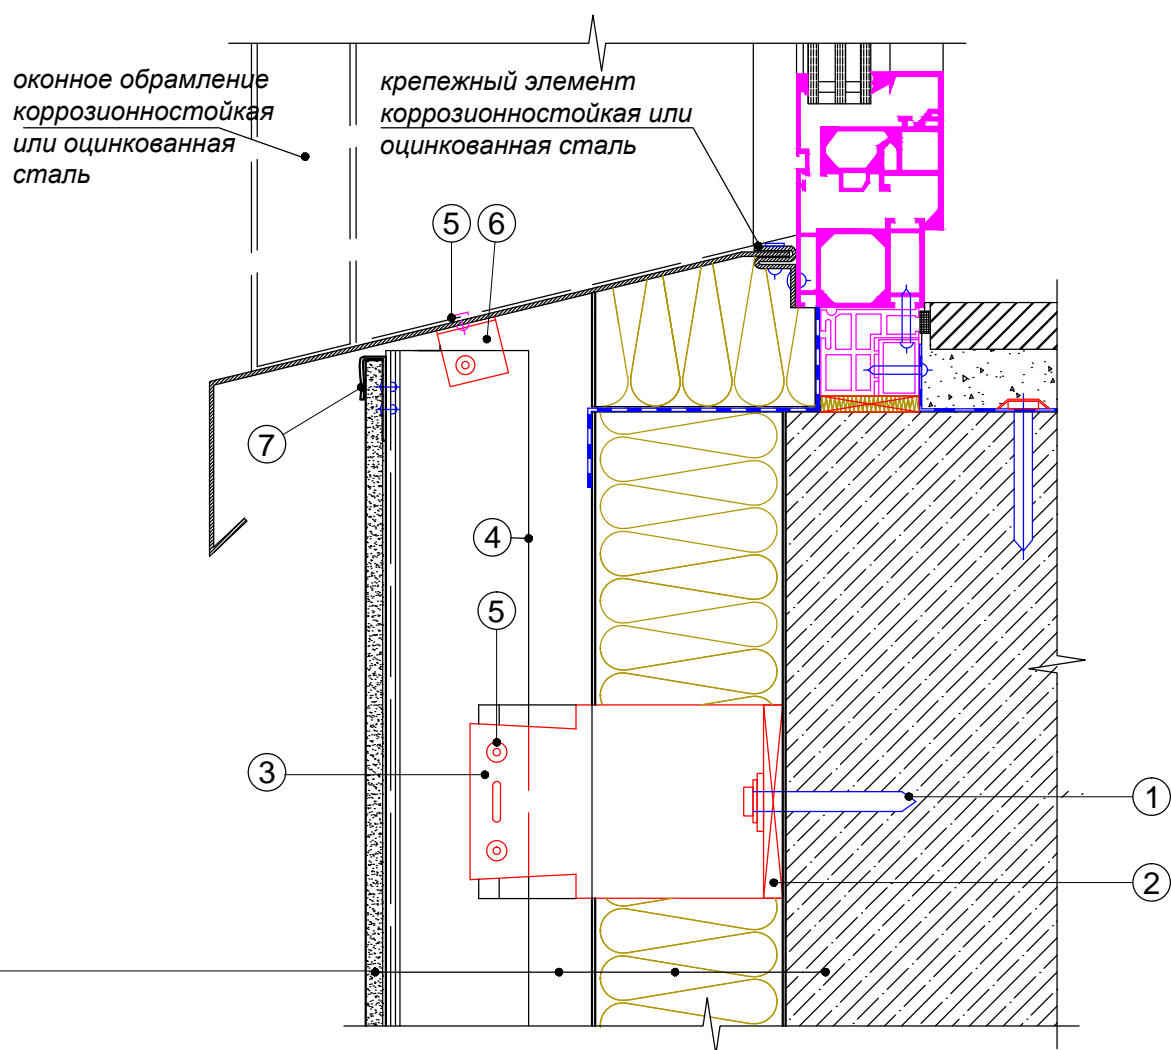 оконное обрамление
коррозионностойкая
или оцинкованная
сталь
крепежный элемент
коррозионностойкая или
оцинкованная сталь
5
6
7
4
5
3
1
2